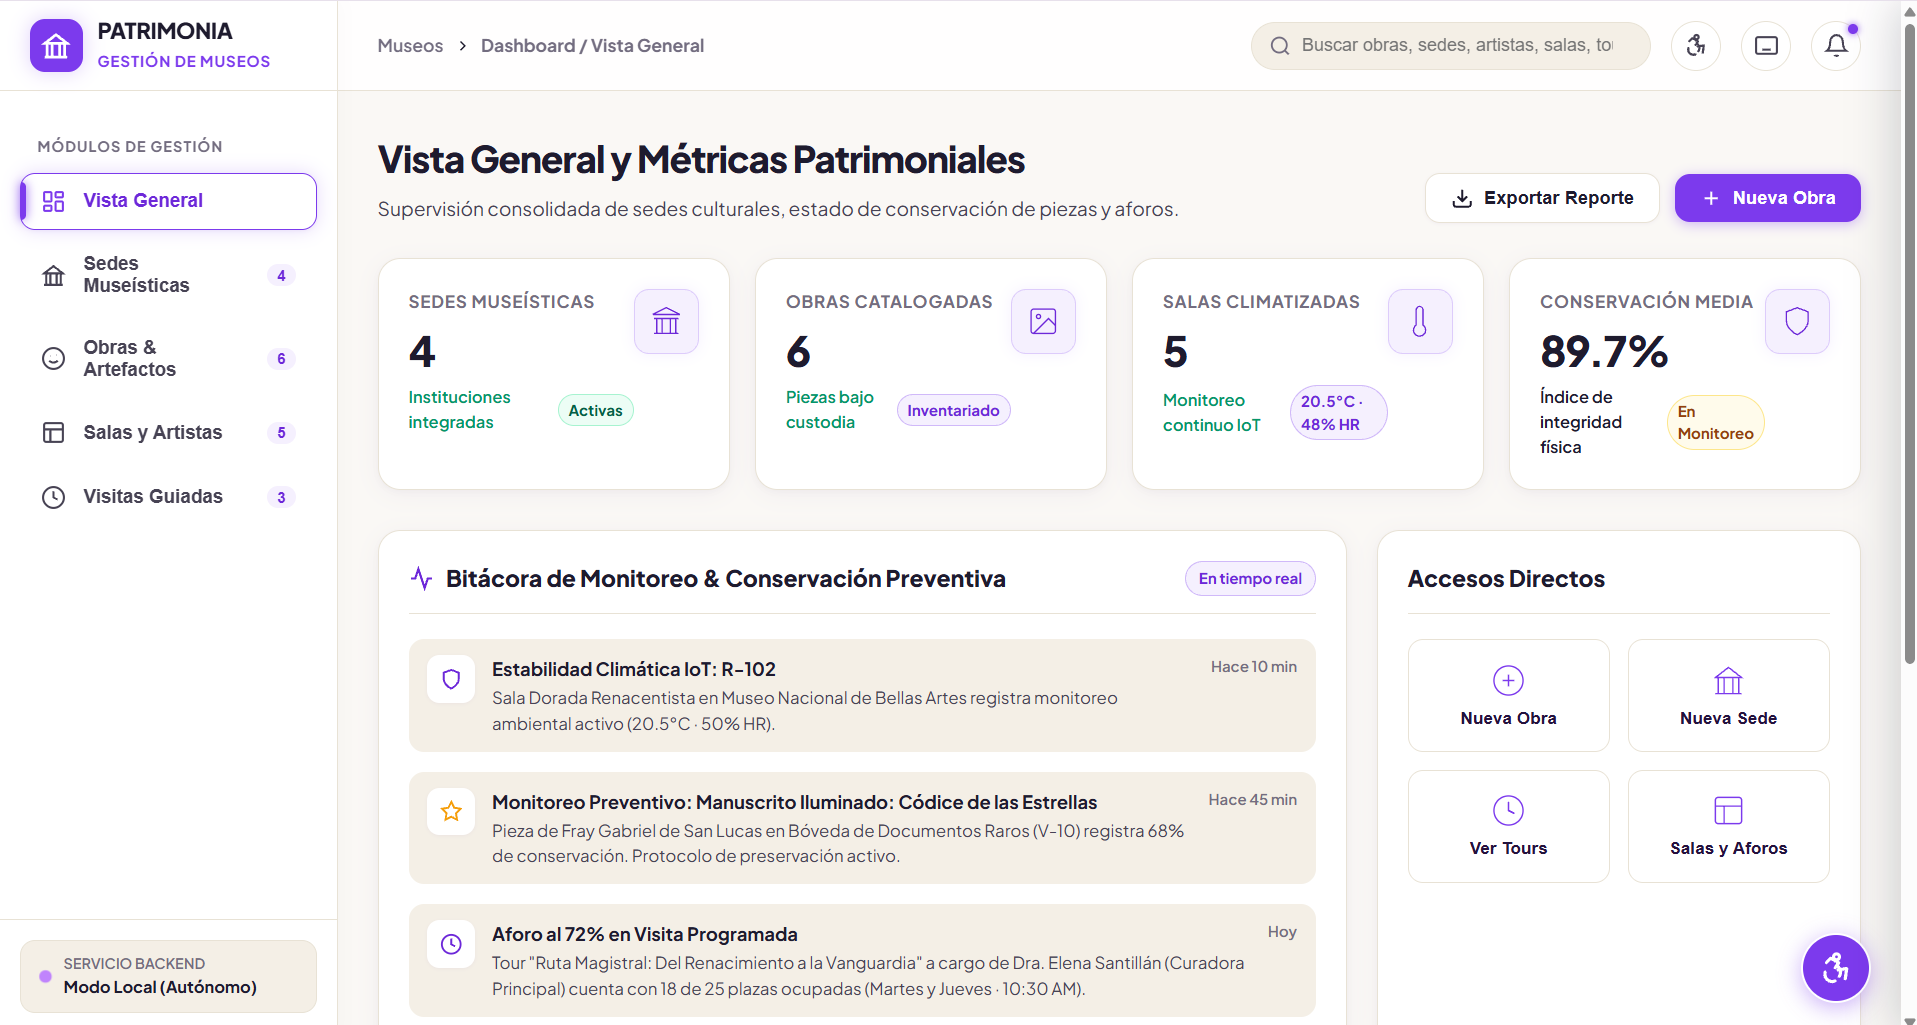 PATRIMONIA
GESTIÓN DE MUSEOS
Museos > Dashboard / Vista General
Buscar obras, sedes, artistas, salas, to
MÓDULOS DE GESTIÓN
Vista General
Sedes
Museísticas
4
Obras &
Artefactos
6
Salas y Artistas 5
Visitas Guiadas 3
SERVICIO BACKEND
Modo Local (Autónomo)
Vista General y Métricas Patrimoniales
Supervisión consolidada de sedes culturales, estado de conservación de piezas y aforos.
Exportar Reporte
+ Nueva Obra
SEDES MUSEÍSTICAS
4
Instituciones
integradas
Activas
OBRAS CATALOGADAS
6
Piezas bajo
custodia
Inventariado
SALAS CLIMATIZADAS
5
Monitoreo
continuo IoT
20.5°C ·
48% HR
CONSERVACIÓN MEDIA
89.7%
Índice de
integridad
física
En
Monitoreo
Bitácora de Monitoreo & Conservación Preventiva
En tiempo real
Estabilidad Climática IoT: R-102
Hace 10 min
Sala Dorada Renacentista en Museo Nacional de Bellas Artes registra monitoreo
ambiental activo (20.5°C · 50% HR).
Monitoreo Preventivo: Manuscrito Iluminado: Códice de las Estrellas
Hace 45 min
Pieza de Fray Gabriel de San Lucas en Bóveda de Documentos Raros (V-10) registra 68%
de conservación. Protocolo de preservación activo.
Aforo al 72% en Visita Programada
Hoy
Tour "Ruta Magistral: Del Renacimiento a la Vanguardia" a cargo de Dra. Elena Santillán (Curadora
Principal) cuenta con 18 de 25 plazas ocupadas (Martes y Jueves · 10:30 AM).
Accesos Directos
Nueva Obra
Nueva Sede
Ver Tours
Salas y Aforos